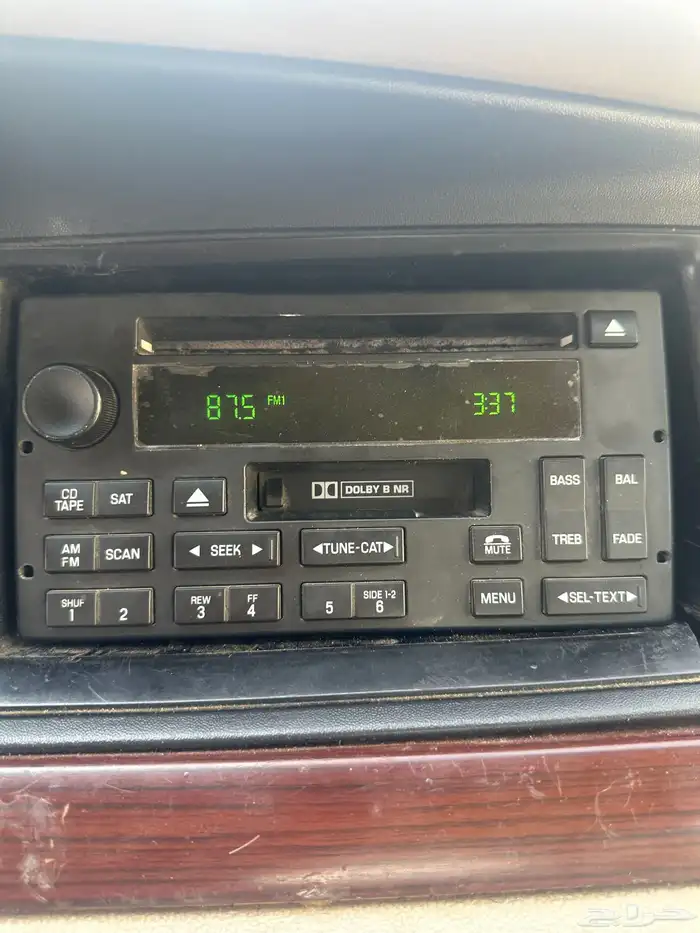 87.5 FM1 3:37
DOLBY B NR
CD TAPE SAT
BASS
BAL
AM FM SCAN
◄ SEEK ►
◄TUNE-CAT►
MUTE
TREB
FADE
SHUF 1 2
REW 3 FF 4
5 SIDE 1-2 6
MENU
◄SEL-TEXT►
حراج